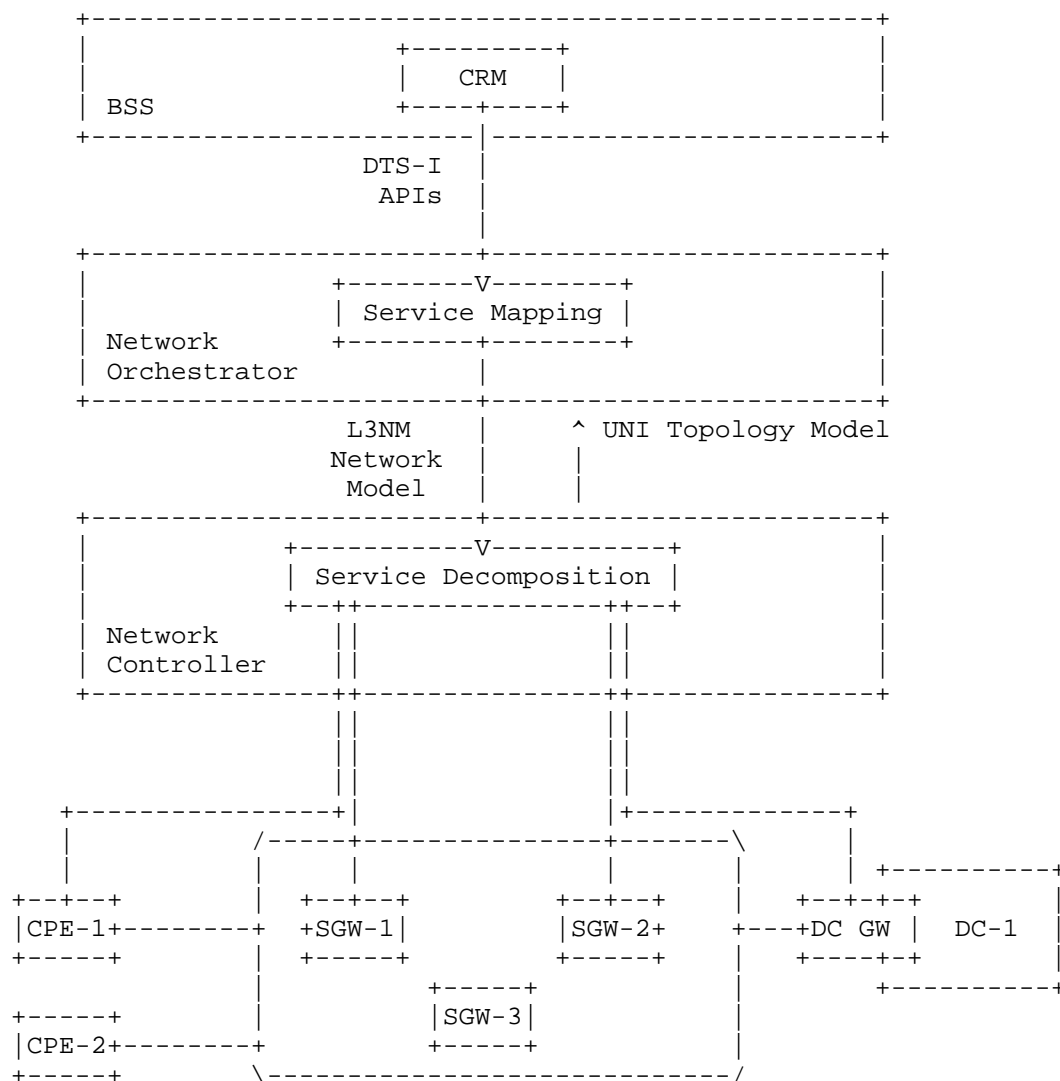 CRM
BSS
DTS-I
APIs
Service Mapping
Network
Orchestrator
L3NM ^ UNI Topology Model
Network
Model
V
Service Decomposition
Network
Controller
CPE-1 SGW-1 SGW-2 DC GW DC-1
SGW-3
CPE-2